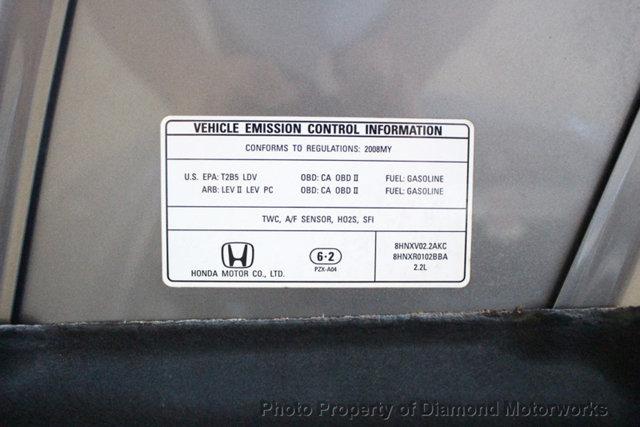 VEHICLE EMISSION CONTROL INFORMATION
CONFORMS TO REGULATIONS: 2008MY
U.S. EPA: T2B5 LDV OBD: CA OBD II FUEL: GASOLINE
ARB: LEV II LEV PC OBD: CA OBD II FUEL: GASOLINE
TWC, A/F SENSOR, HO2S, SFI
HONDA MOTOR CO., LTD.
6·2
PZX-A04
8HNXV02.2AKC
8HNXR0102BBA
2.2L
Photo Property of Diamond Motorworks